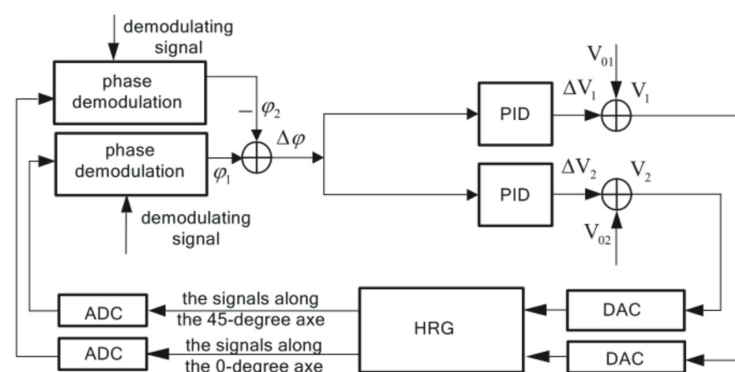 demodulating
signal
phase
demodulation
− φ₂
phase
demodulation
φ₁
Δφ
demodulating
signal
PID
ΔV₁
V₀₁
V₁
PID
ΔV₂
V₂
V₀₂
ADC
the signals along
the 45-degree axe
HRG
DAC
ADC
the signals along
the 0-degree axe
DAC